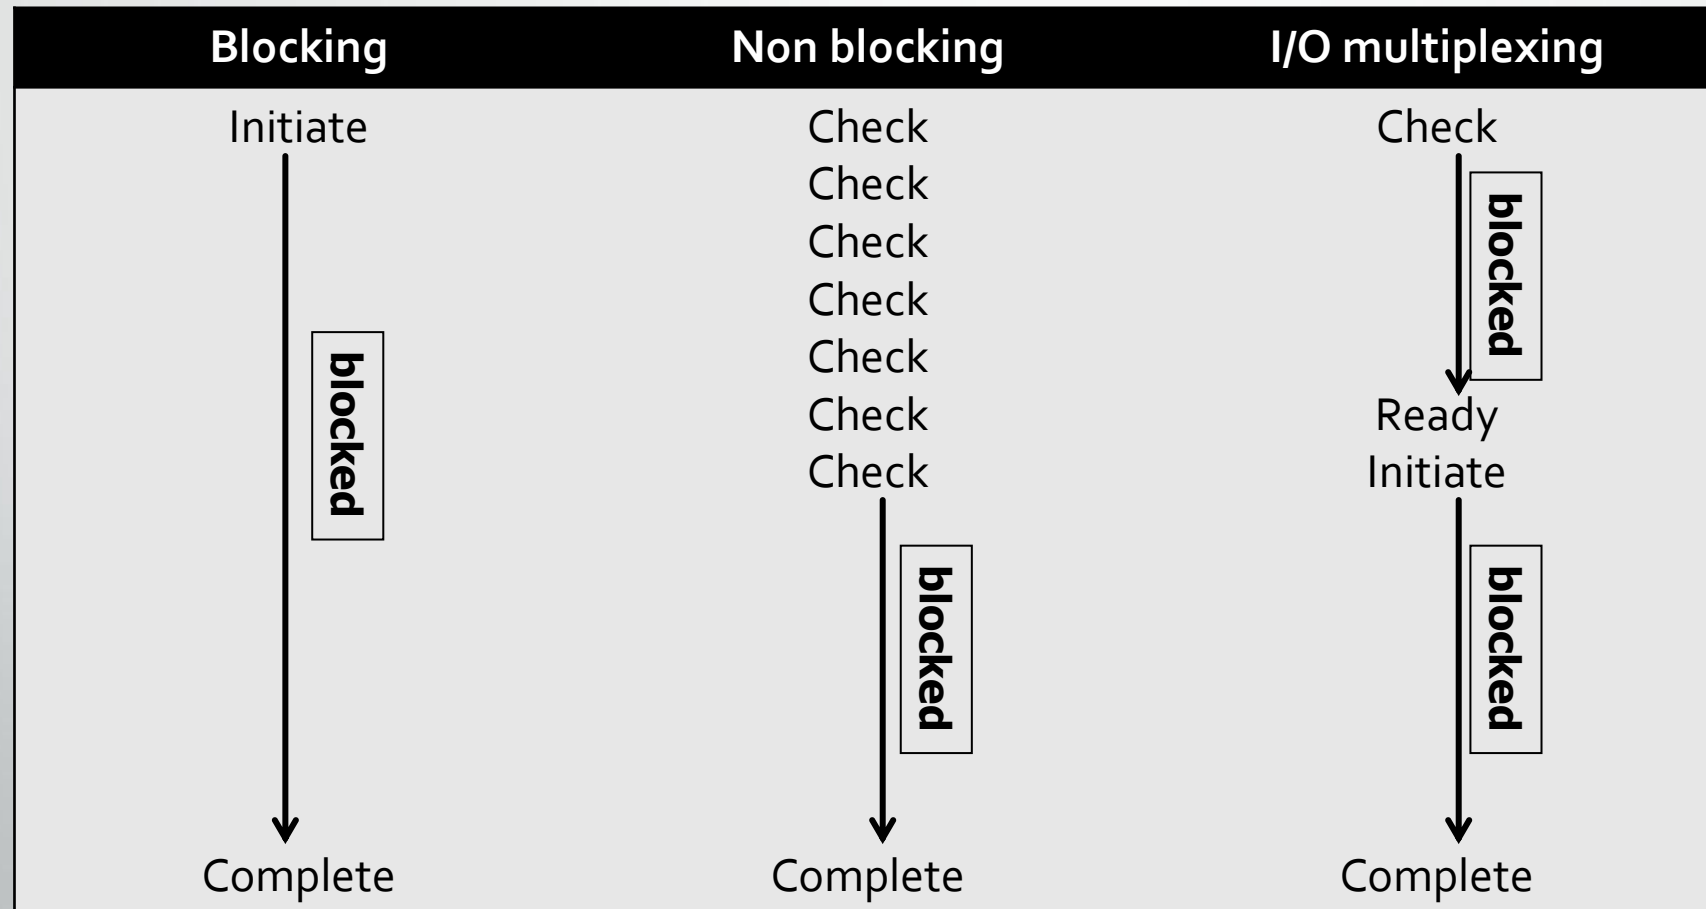 Blocking
Non blocking
I/O multiplexing
Initiate
blocked
Complete
Check
Check
Check
Check
Check
Check
Check
blocked
Complete
Check
blocked
Ready
Initiate
blocked
Complete